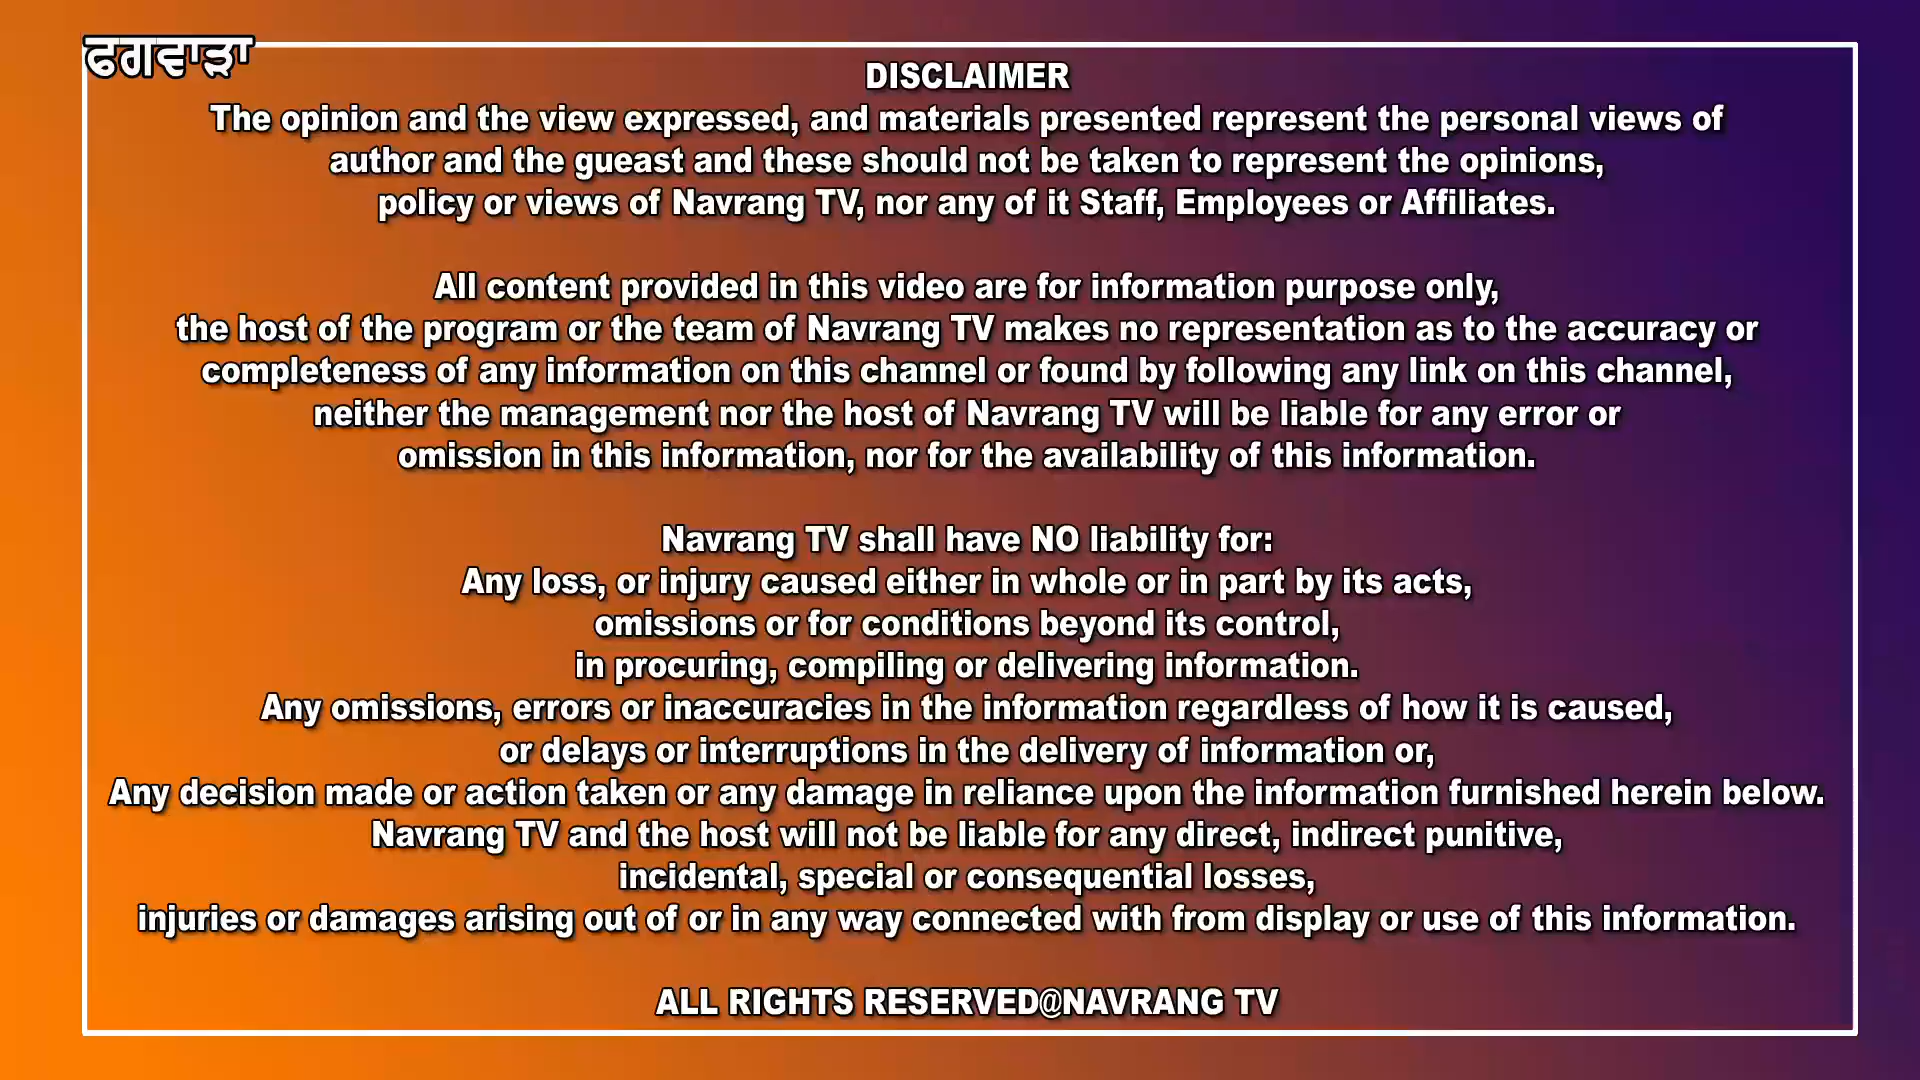 ਫਗਵਾੜਾ
DISCLAIMER
The opinion and the view expressed, and materials presented represent the personal views of
author and the gueast and these should not be taken to represent the opinions,
policy or views of Navrang TV, nor any of it Staff, Employees or Affiliates.
All content provided in this video are for information purpose only,
the host of the program or the team of Navrang TV makes no representation as to the accuracy or
completeness of any information on this channel or found by following any link on this channel,
neither the management nor the host of Navrang TV will be liable for any error or
omission in this information, nor for the availability of this information.
Navrang TV shall have NO liability for:
Any loss, or injury caused either in whole or in part by its acts,
omissions or for conditions beyond its control,
in procuring, compiling or delivering information.
Any omissions, errors or inaccuracies in the information regardless of how it is caused,
or delays or interruptions in the delivery of information or,
Any decision made or action taken or any damage in reliance upon the information furnished herein below.
Navrang TV and the host will not be liable for any direct, indirect punitive,
incidental, special or consequential losses,
injuries or damages arising out of or in any way connected with from display or use of this information.
ALL RIGHTS RESERVED@NAVRANG TV